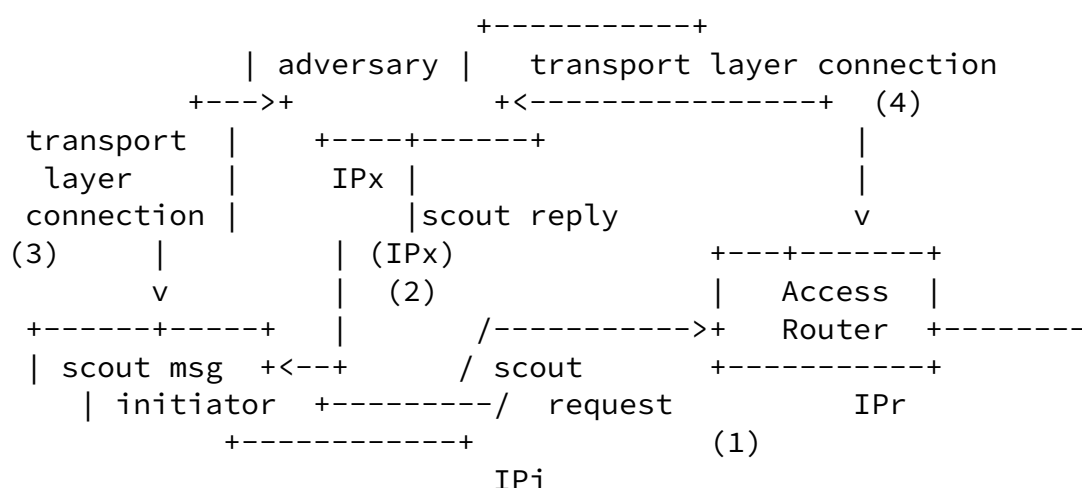 +-----------+
| adversary | transport layer connection
+--->+ +<----------------+ (4)
transport | +----+------+ |
layer | IPx | |
connection | |scout reply v
(3) | | (IPx) +---+-------+
v | (2) | Access |
+------+-----+ | /----------->+ Router +--------
| scout msg +<--+ / scout +-----------+
| initiator +---------/ request IPr
+------------+ (1)
IPi